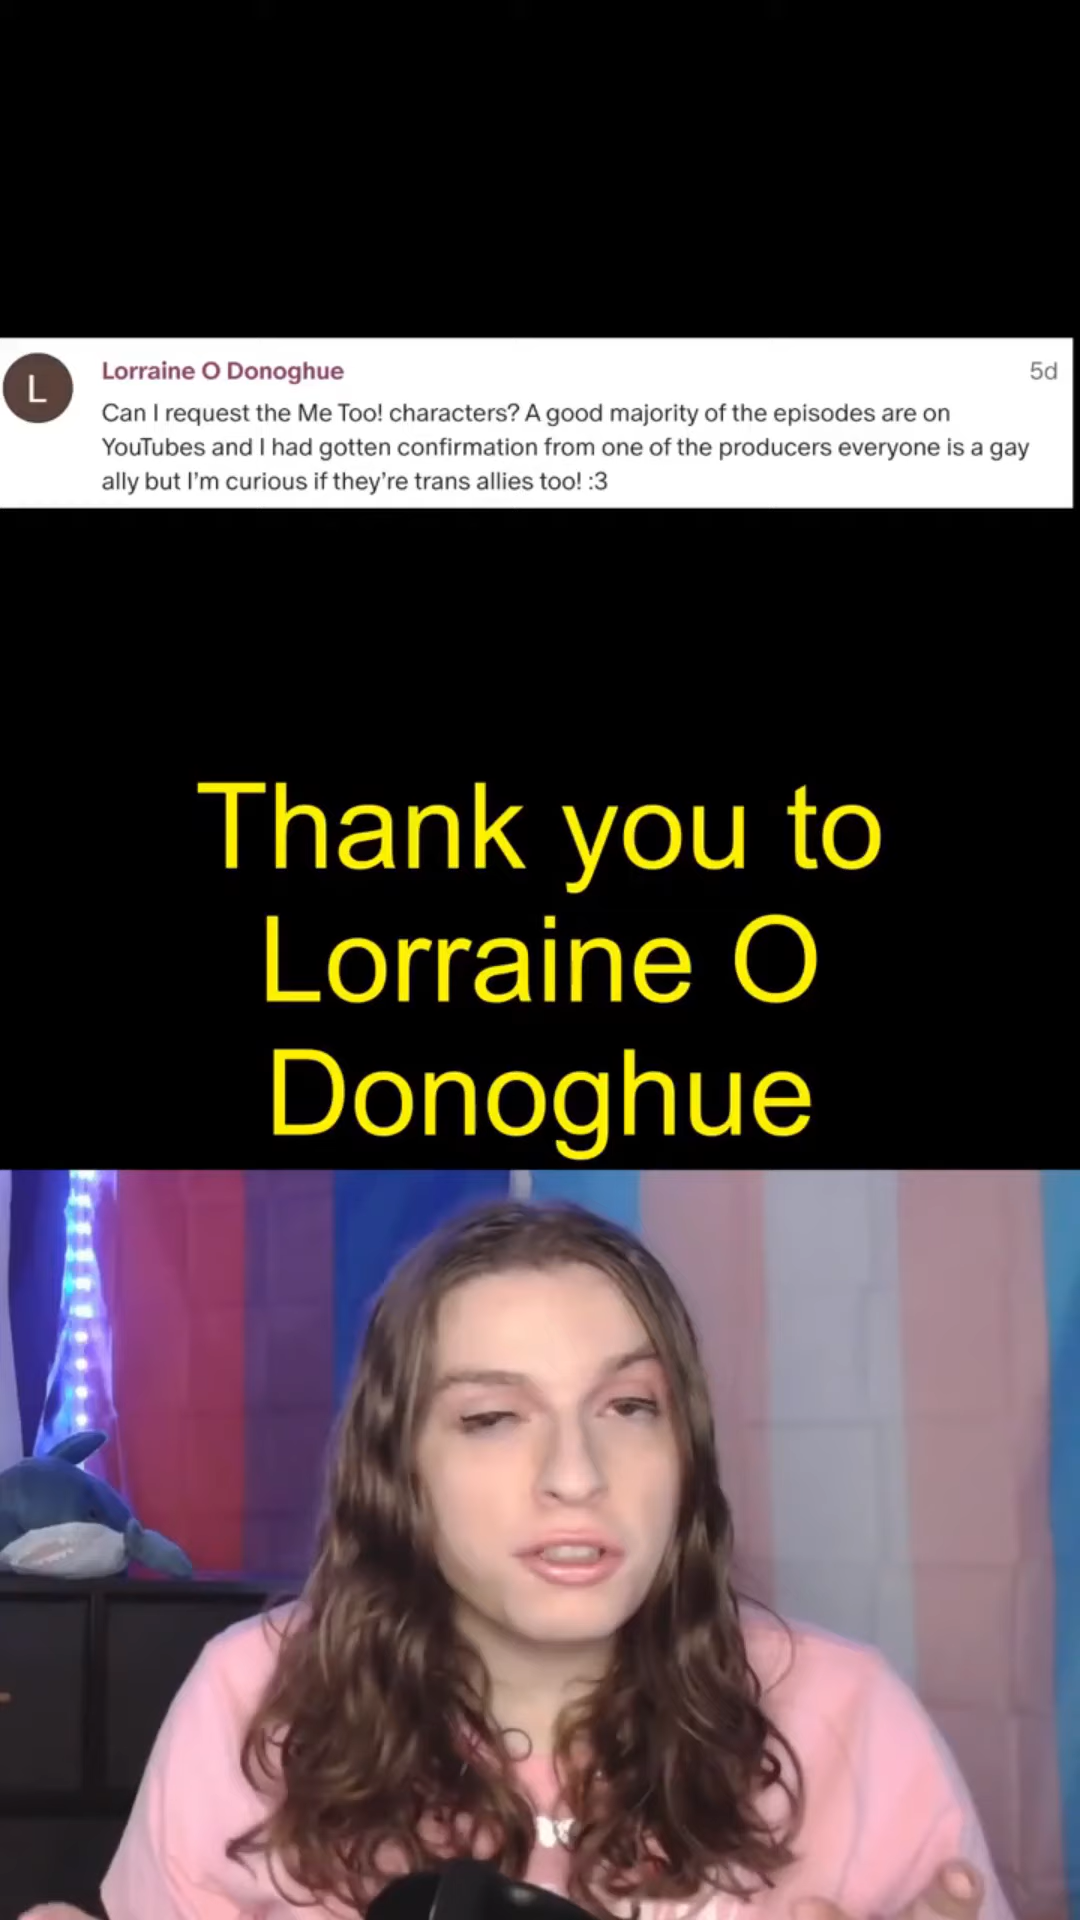 L
Lorraine O Donoghue
5d
Can I request the Me Too! characters? A good majority of the episodes are on
YouTubes and I had gotten confirmation from one of the producers everyone is a gay
ally but I'm curious if they're trans allies too! :3
Thank you to
Lorraine O
Donoghue